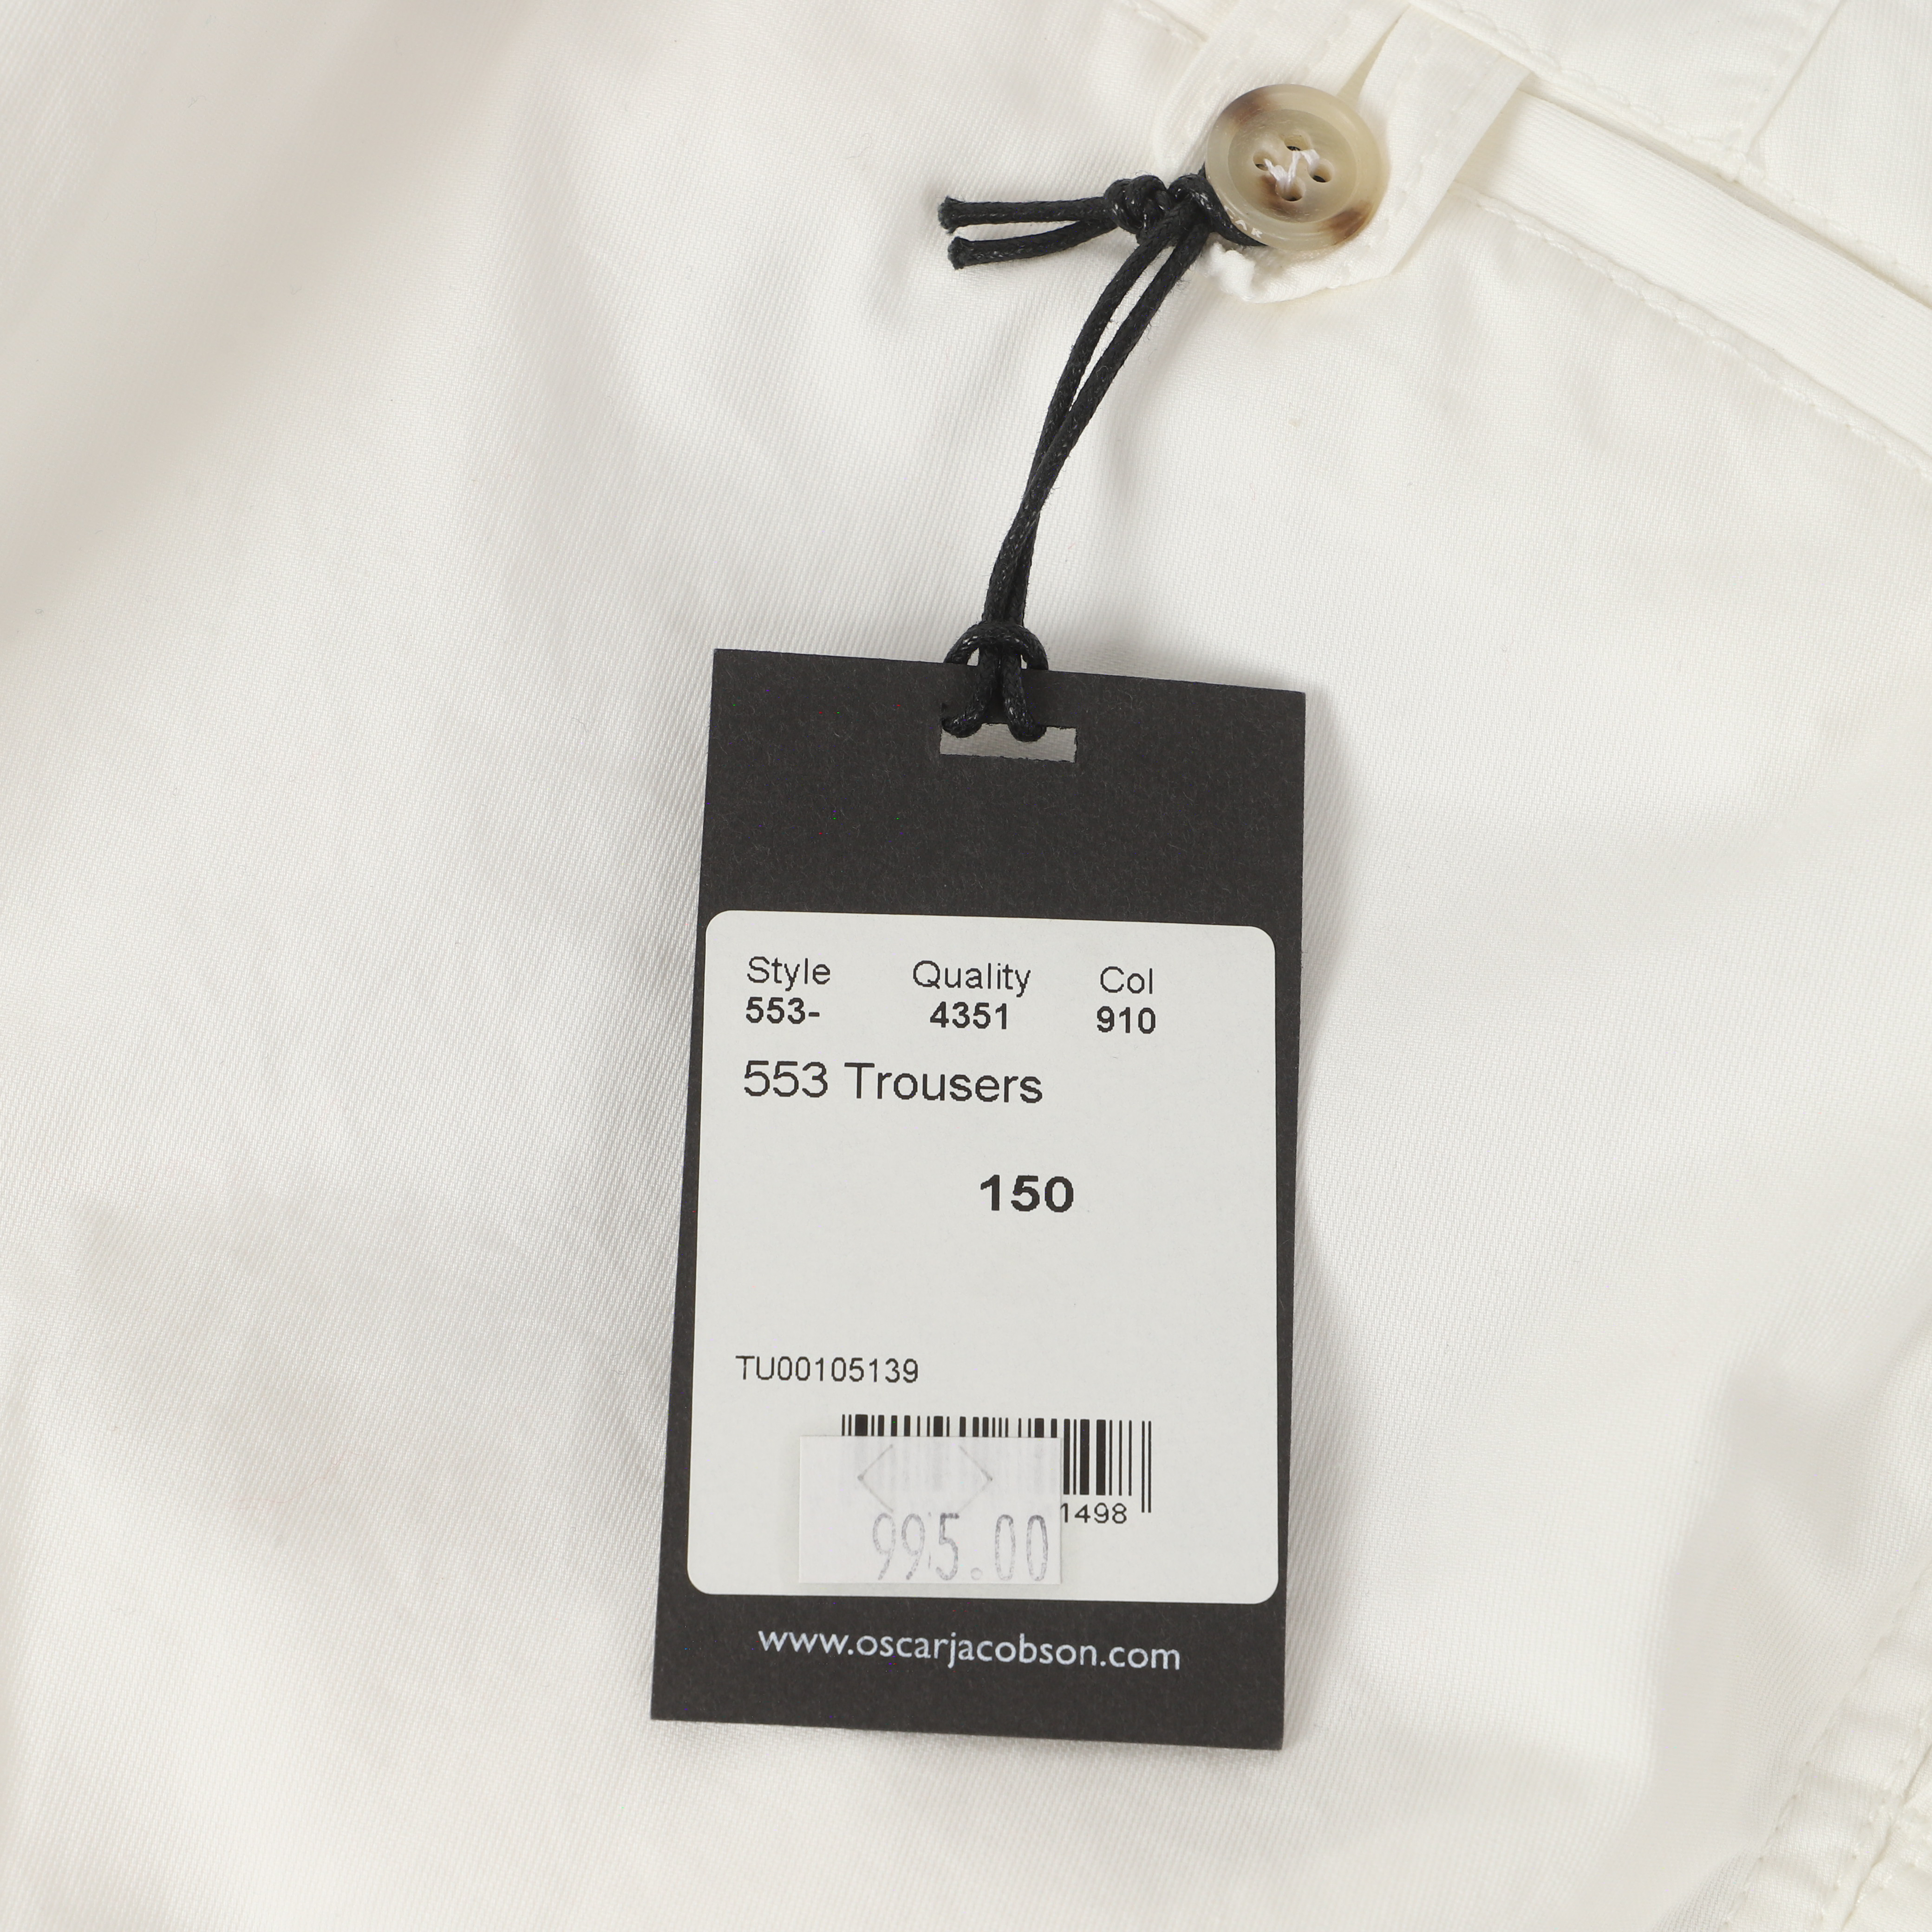 Style Quality Col
553- 4351 910
553 Trousers
150
TU00105139
1498
995.00
www.oscarjacobson.com